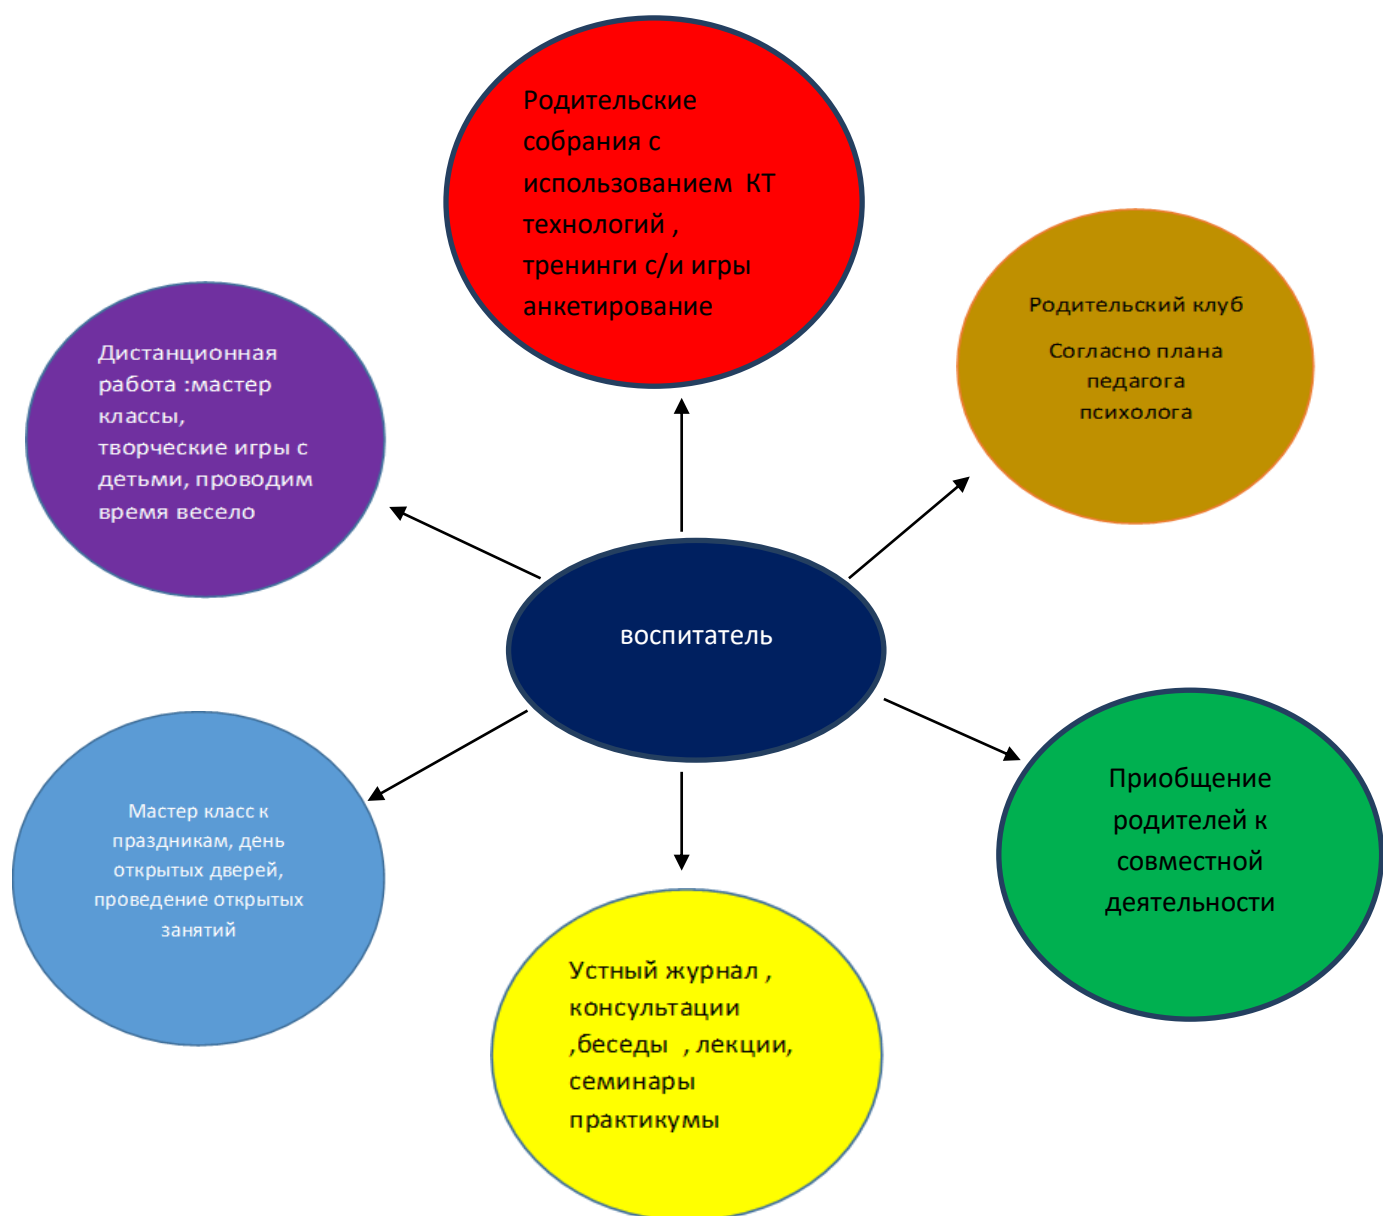 Родительские
собрания с
использованием КТ
технологий ,
тренинги с/и игры
анкетирование
Родительский клуб
Согласно плана
педагога
психолога
Дистанционная
работа :мастер
классы,
творческие игры с
детьми, проводим
время весело
воспитатель
Приобщение
родителей к
совместной
деятельности
Мастер класс к
праздникам, день
открытых дверей,
проведение открытых
занятий
Устный журнал ,
консультации
,беседы , лекции,
семинары
практикумы